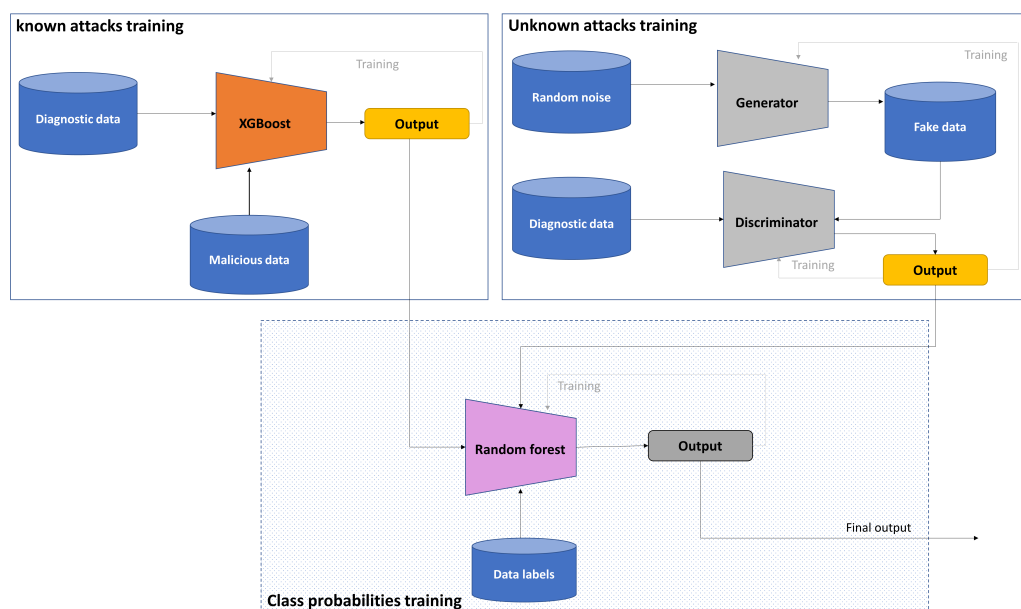 known attacks training
Training
Diagnostic data
XGBoost
Output
Malicious data
Unknown attacks training
Training
Random noise
Generator
Fake data
Diagnostic data
Discriminator
Training
Output
Training
Random forest
Output
Final output
Data labels
Class probabilities training